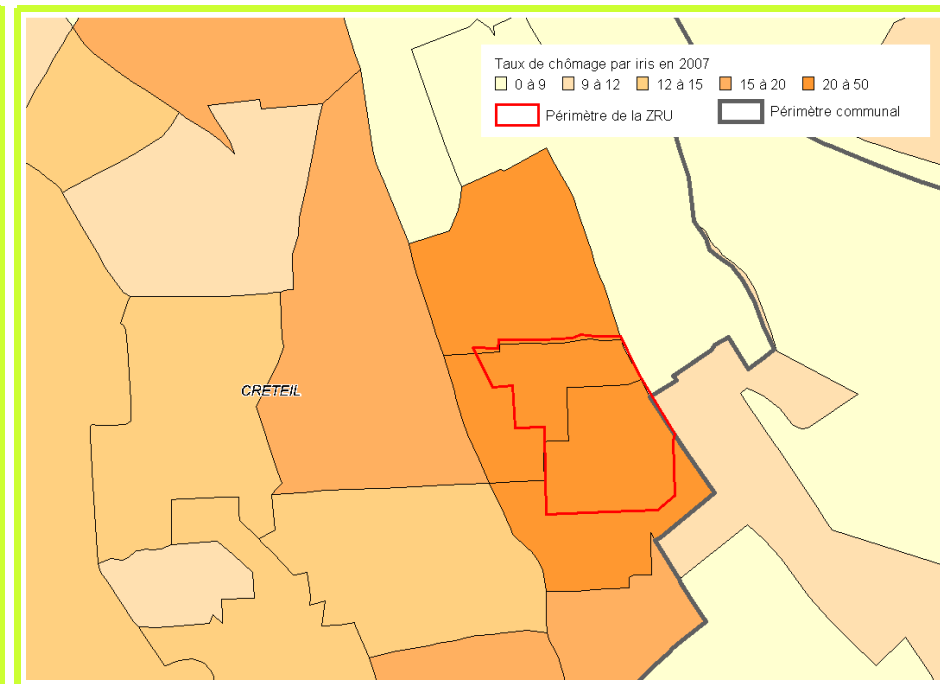 Taux de chômage par iris en 2007
0 à 9 9 à 12 12 à 15 15 à 20 20 à 50
Périmètre de la ZRU Périmètre communal
CRETEIL